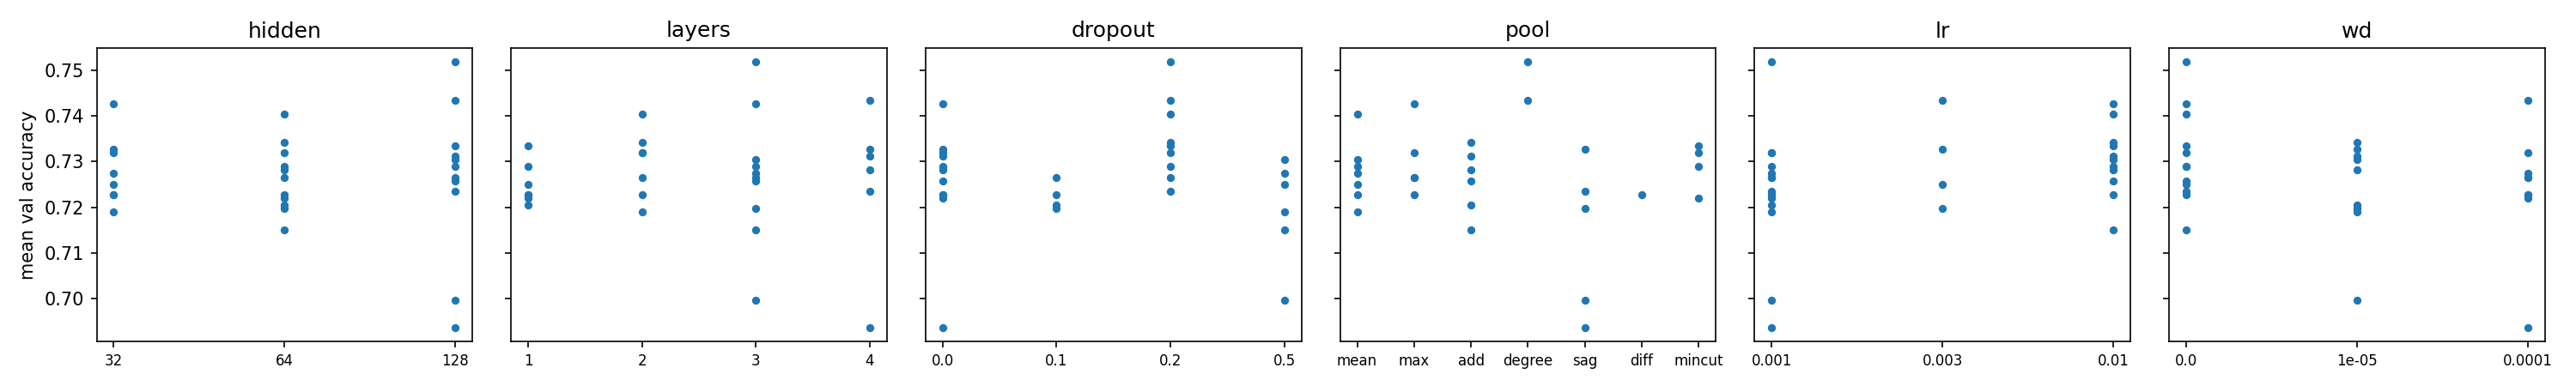 hidden layers dropout pool lr wd
mean val accuracy
0.75
0.74
0.73
0.72
0.71
0.70
32 64 128
1 2 3 4
0.0 0.1 0.2 0.5
mean max add degree sag diff mincut
0.001 0.003 0.01
0.0 1e-05 0.0001